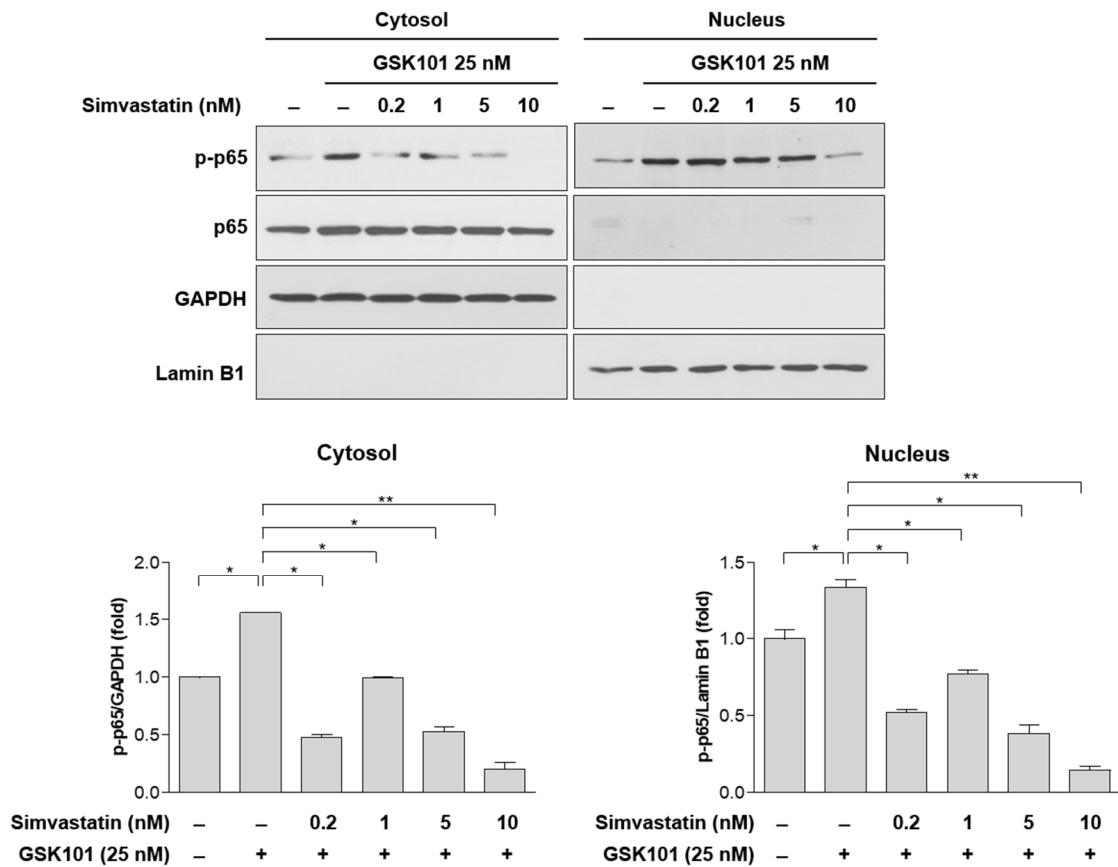 Cytosol Nucleus
GSK101 25 nM GSK101 25 nM
Simvastatin (nM) – – 0.2 1 5 10 – – 0.2 1 5 10
p-p65
p65
GAPDH
Lamin B1
Cytosol
**
*
*
* *
p-p65/GAPDH (fold)
2.0
1.5
1.0
0.5
0.0
Simvastatin (nM) – – 0.2 1 5 10
GSK101 (25 nM) – + + + + +
Nucleus
**
*
*
* *
p-p65/Lamin B1 (fold)
1.5
1.0
0.5
0.0
Simvastatin (nM) – – 0.2 1 5 10
GSK101 (25 nM) – + + + + +